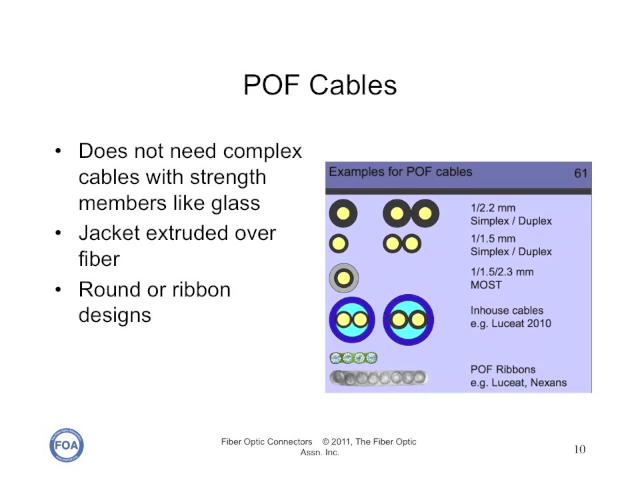 POF Cables
• Does not need complex
cables with strength
members like glass
• Jacket extruded over
fiber
• Round or ribbon
designs
Examples for POF cables 61
1/2.2 mm
Simplex / Duplex
1/1.5 mm
Simplex / Duplex
1/1.5/2.3 mm
MOST
Inhouse cables
e.g. Luceat 2010
POF Ribbons
e.g. Luceat, Nexans
FOA
Fiber Optic Connectors © 2011, The Fiber Optic
Assn. Inc.
10